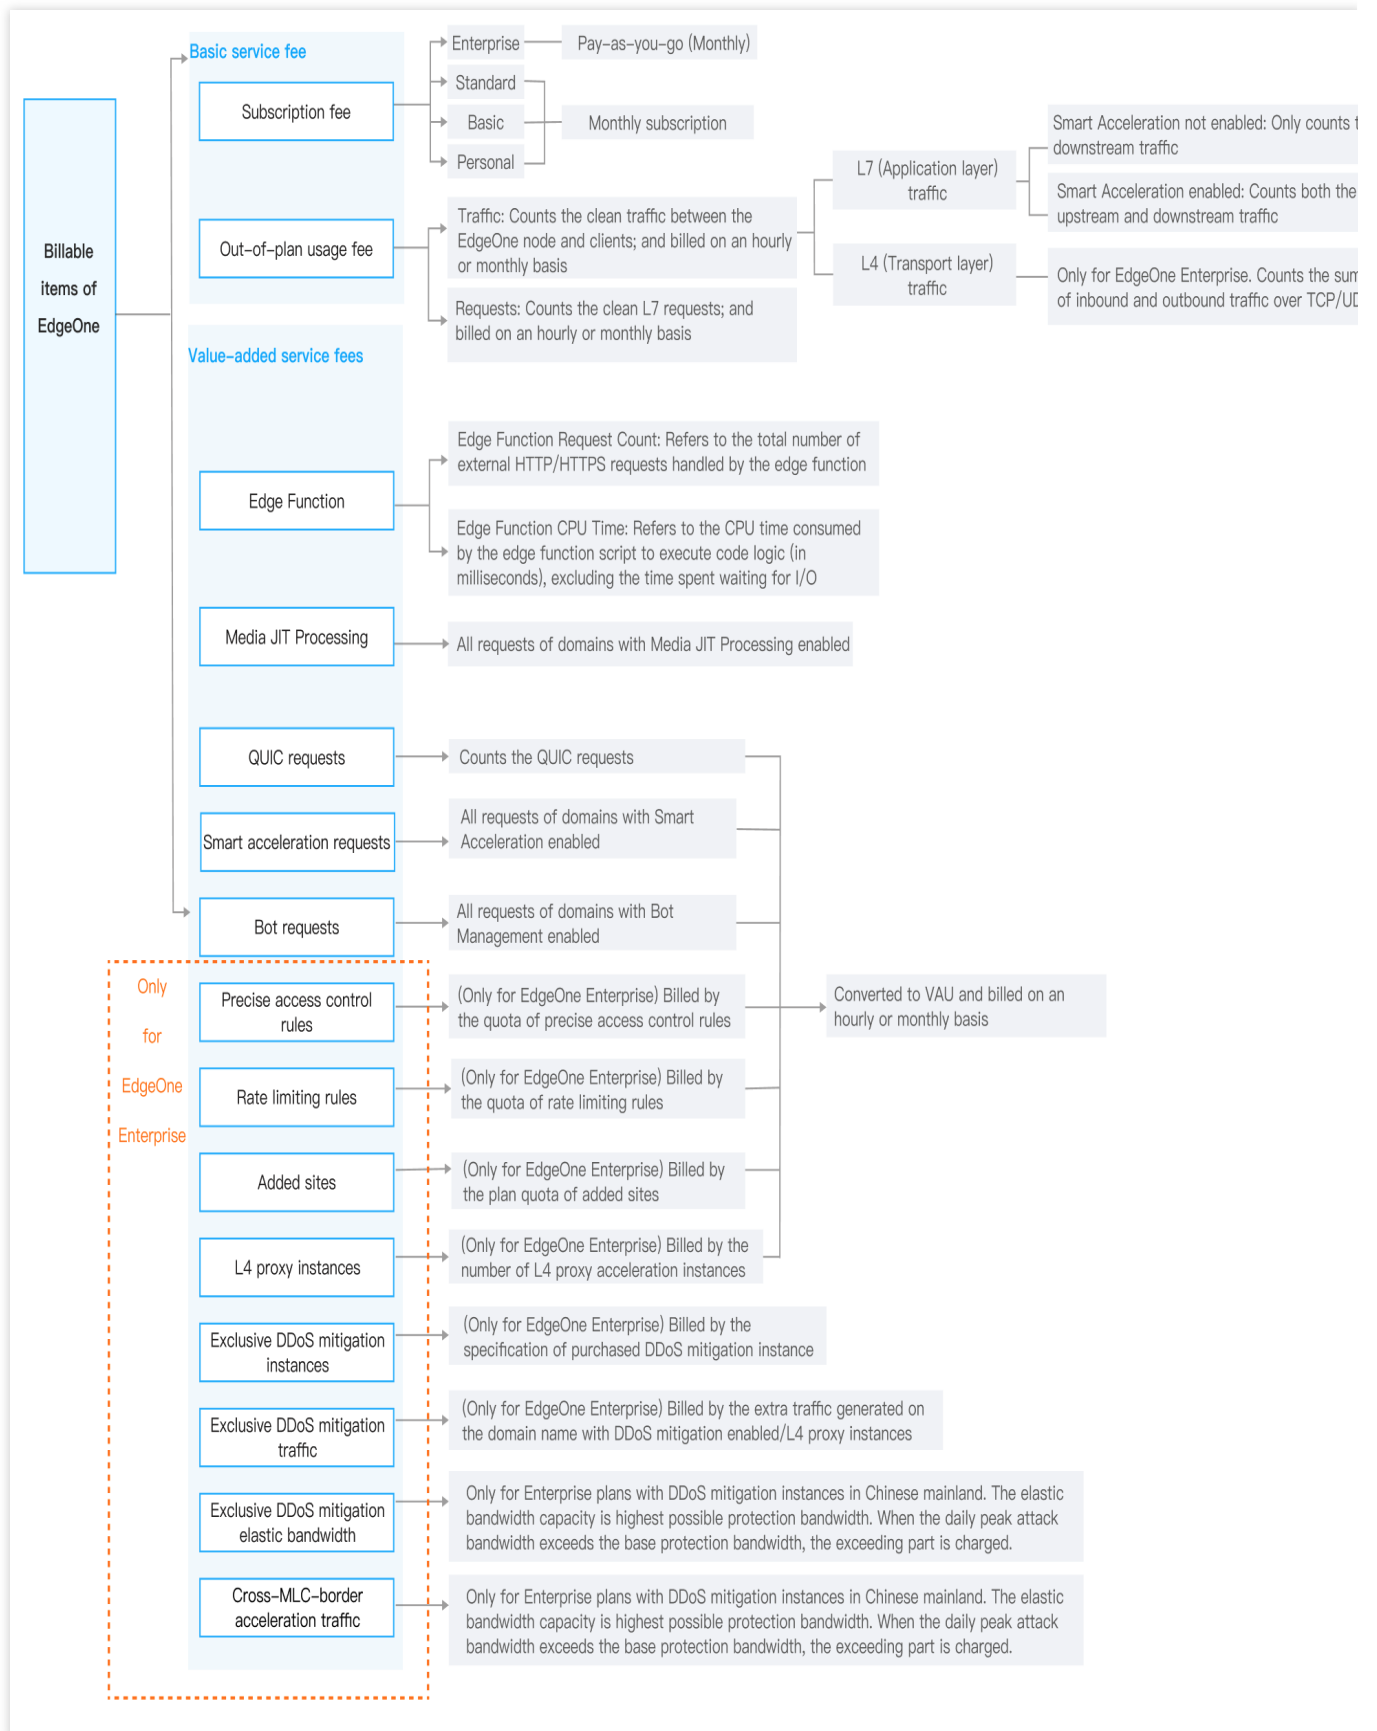 Billable
items of
EdgeOne
Basic service fee
Subscription fee
Enterprise
Pay-as-you-go (Monthly)
Standard
Basic
Personal
Monthly subscription
Out-of-plan usage fee
Traffic: Counts the clean traffic between the
EdgeOne node and clients; and billed on an hourly
or monthly basis
L7 (Application layer)
traffic
Smart Acceleration not enabled: Only counts
downstream traffic
Smart Acceleration enabled: Counts both the
upstream and downstream traffic
L4 (Transport layer)
traffic
Only for EdgeOne Enterprise. Counts the sum
of inbound and outbound traffic over TCP/UD
Requests: Counts the clean L7 requests; and
billed on an hourly or monthly basis
Value-added service fees
Edge Function
Edge Function Request Count: Refers to the total number of
external HTTP/HTTPS requests handled by the edge function
Edge Function CPU Time: Refers to the CPU time consumed
by the edge function script to execute code logic (in
milliseconds), excluding the time spent waiting for I/O
Media JIT Processing
All requests of domains with Media JIT Processing enabled
QUIC requests
Counts the QUIC requests
Smart acceleration requests
All requests of domains with Smart
Acceleration enabled
Bot requests
All requests of domains with Bot
Management enabled
Only
for
EdgeOne
Enterprise
Precise access control
rules
(Only for EdgeOne Enterprise) Billed by
the quota of precise access control rules
Converted to VAU and billed on an
hourly or monthly basis
Rate limiting rules
(Only for EdgeOne Enterprise) Billed by
the quota of rate limiting rules
Added sites
(Only for EdgeOne Enterprise) Billed by
the plan quota of added sites
L4 proxy instances
(Only for EdgeOne Enterprise) Billed by the
number of L4 proxy acceleration instances
Exclusive DDoS mitigation
instances
(Only for EdgeOne Enterprise) Billed by the
specification of purchased DDoS mitigation instance
Exclusive DDoS mitigation
traffic
(Only for EdgeOne Enterprise) Billed by the extra traffic generated on
the domain name with DDoS mitigation enabled/L4 proxy instances
Exclusive DDoS mitigation
elastic bandwidth
Only for Enterprise plans with DDoS mitigation instances in Chinese mainland. The elastic
bandwidth capacity is highest possible protection bandwidth. When the daily peak attack
bandwidth exceeds the base protection bandwidth, the exceeding part is charged.
Cross-MLC-border
acceleration traffic
Only for Enterprise plans with DDoS mitigation instances in Chinese mainland. The elastic
bandwidth capacity is highest possible protection bandwidth. When the daily peak attack
bandwidth exceeds the base protection bandwidth, the exceeding part is charged.